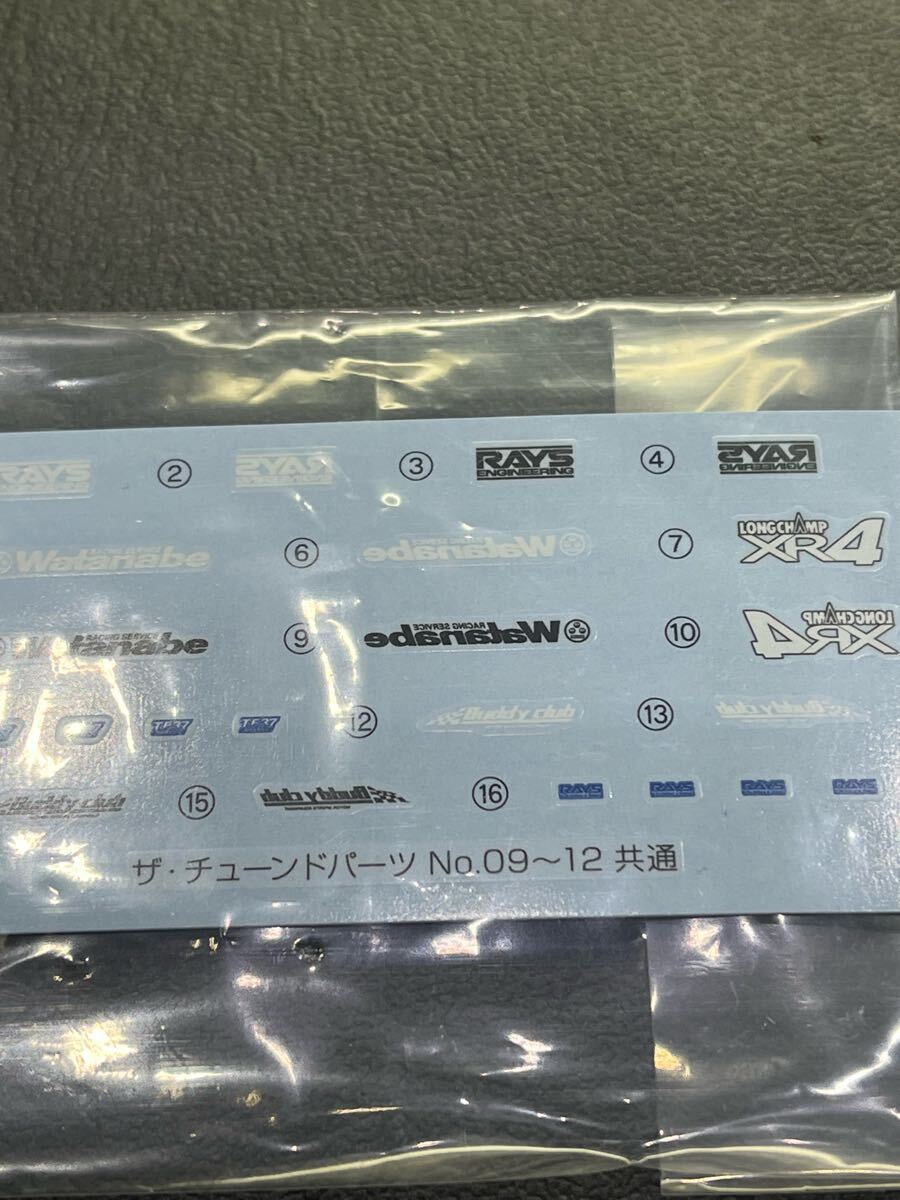 RAYS ② RAYS ③ RAYS ENGINEERING ④ RAYS ENGINEERING
Watanabe ⑥ RACING SERVICE Watanabe ⑦ LONGCHAMP XR4
RACING SERVICE Watanabe ⑨ RACING SERVICE Watanabe ⑩ LONGCHAMP XR4
TE37 TE37 ⑫ Buddy club ⑬ Buddy club
Buddy club ⑮ Buddy club ⑯ RAYS RAYS RAYS RAYS
ザ・チューンドパーツ No.09～12 共通